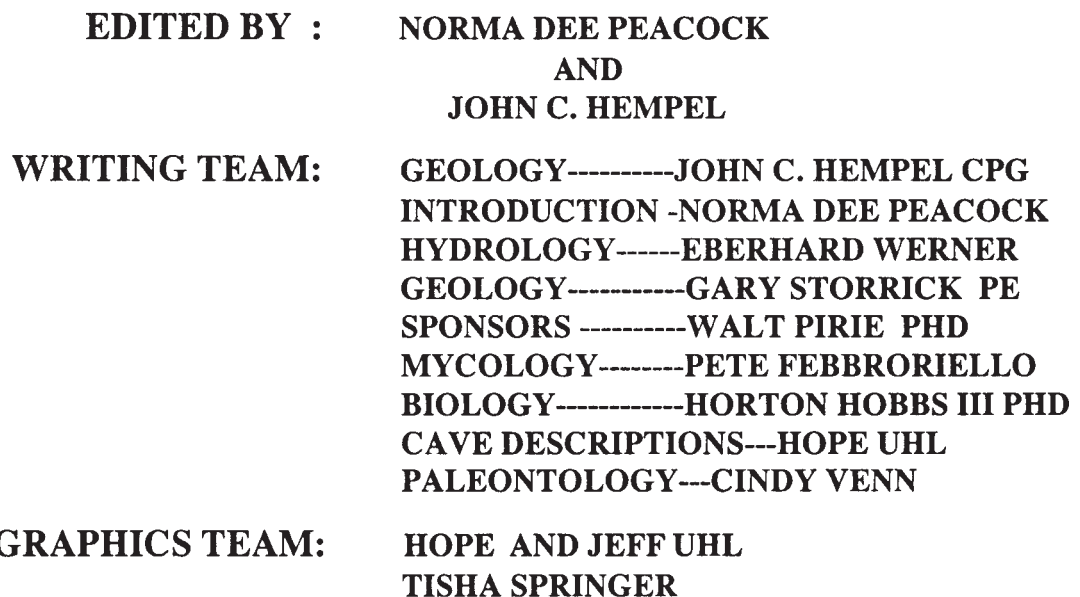 EDITED BY : NORMA DEE PEACOCK
AND
JOHN C. HEMPEL
WRITING TEAM: GEOLOGY----------JOHN C. HEMPEL CPG
INTRODUCTION -NORMA DEE PEACOCK
HYDROLOGY------EBERHARD WERNER
GEOLOGY-----------GARY STORRICK PE
SPONSORS ----------WALT PIRIE PHD
MYCOLOGY--------PETE FEBBRORIELLO
BIOLOGY------------HORTON HOBBS III PHD
CAVE DESCRIPTIONS---HOPE UHL
PALEONTOLOGY---CINDY VENN
GRAPHICS TEAM: HOPE AND JEFF UHL
TISHA SPRINGER